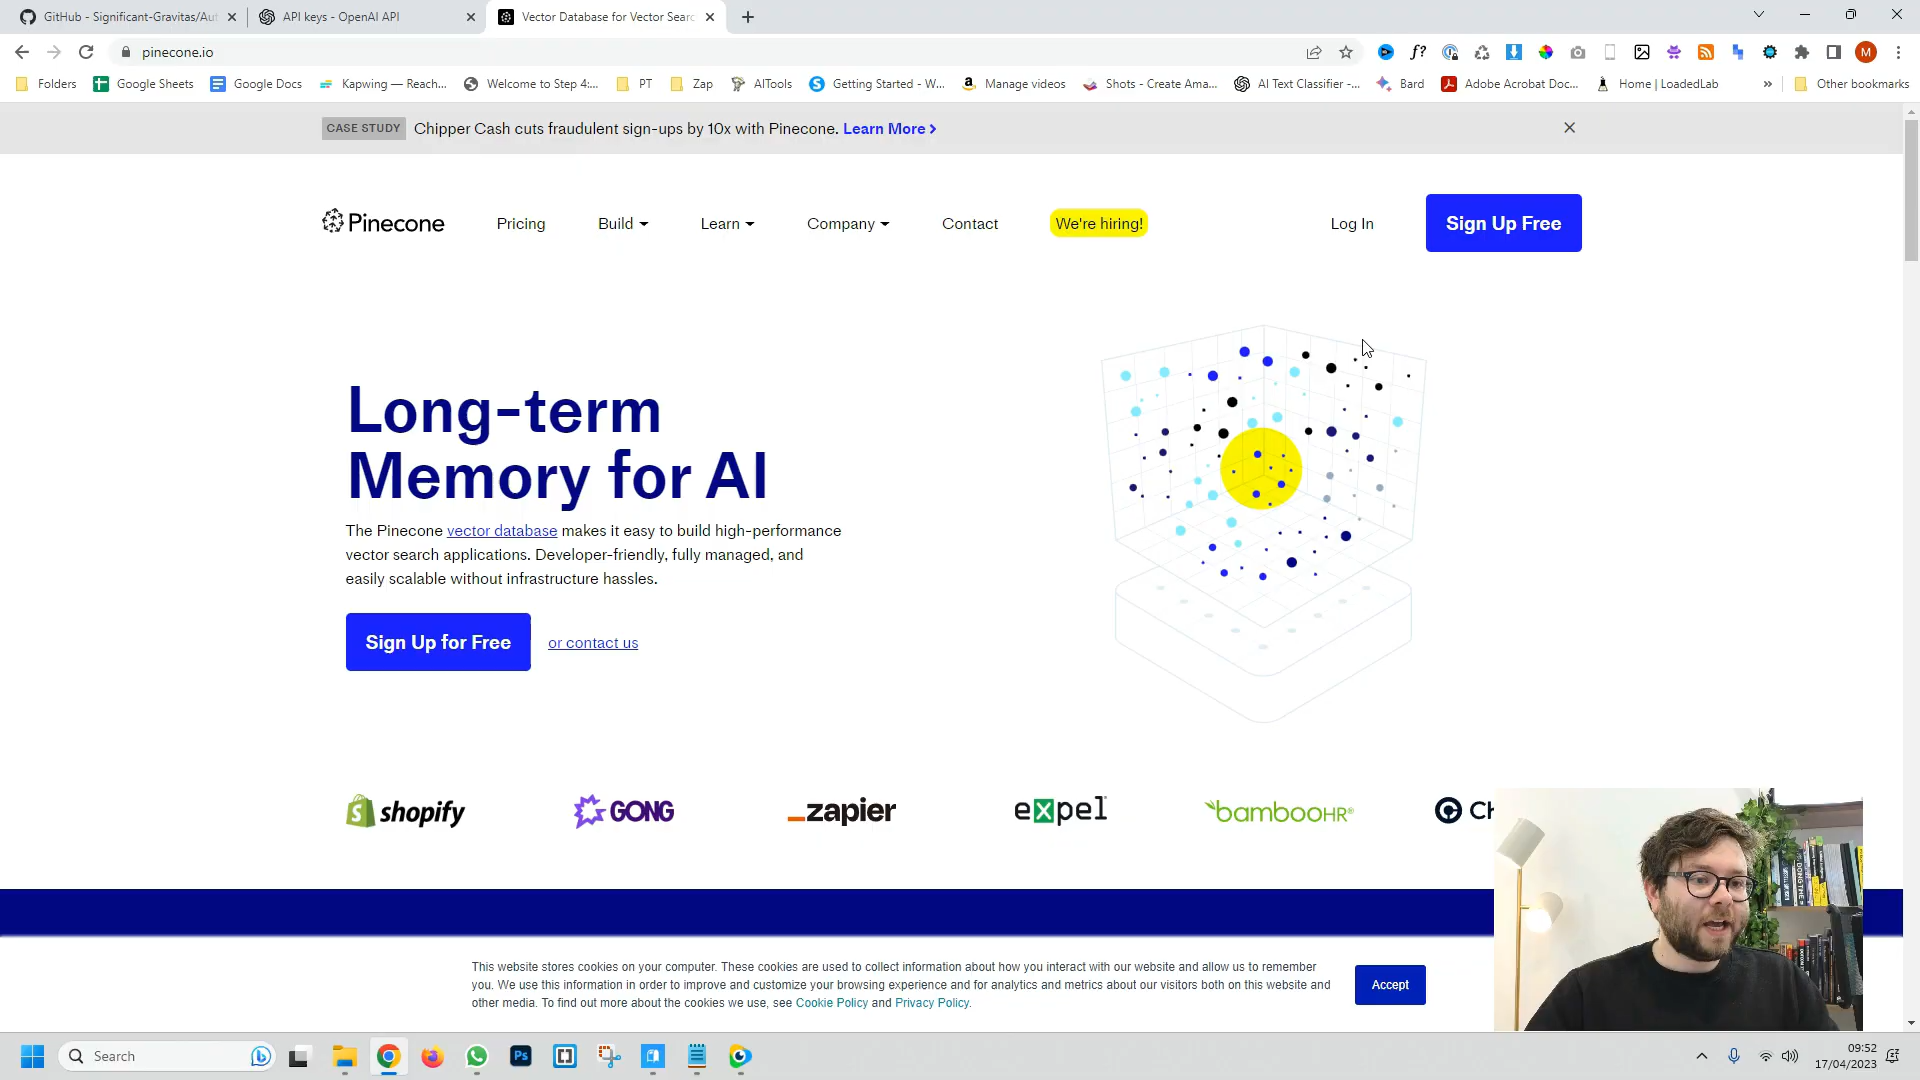 GitHub - Significant-Gravitas/Aut
API keys - OpenAI API
Vector Database for Vector Searc
pinecone.io
f?
M
Folders
Google Sheets
Google Docs
Kapwing — Reach...
Welcome to Step 4:...
PT
Zap
AITools
Getting Started - W...
Manage videos
Shots - Create Ama...
AI Text Classifier -...
Bard
Adobe Acrobat Doc...
Home | LoadedLab
»
Other bookmarks
CASE STUDY Chipper Cash cuts fraudulent sign-ups by 10x with Pinecone. Learn More >
Pinecone
Pricing
Build
Learn
Company
Contact
We're hiring!
Log In
Sign Up Free
Long-term
Memory for AI
The Pinecone vector database makes it easy to build high-performance
vector search applications. Developer-friendly, fully managed, and
easily scalable without infrastructure hassles.
Sign Up for Free
or contact us
shopify
GONG
zapier
expel
bambooHR
Ch
This website stores cookies on your computer. These cookies are used to collect information about how you interact with our website and allow us to remember
you. We use this information in order to improve and customize your browsing experience and for analytics and metrics about our visitors both on this website and
other media. To find out more about the cookies we use, see Cookie Policy and Privacy Policy.
Accept
Search
Ps
09:52
17/04/2023